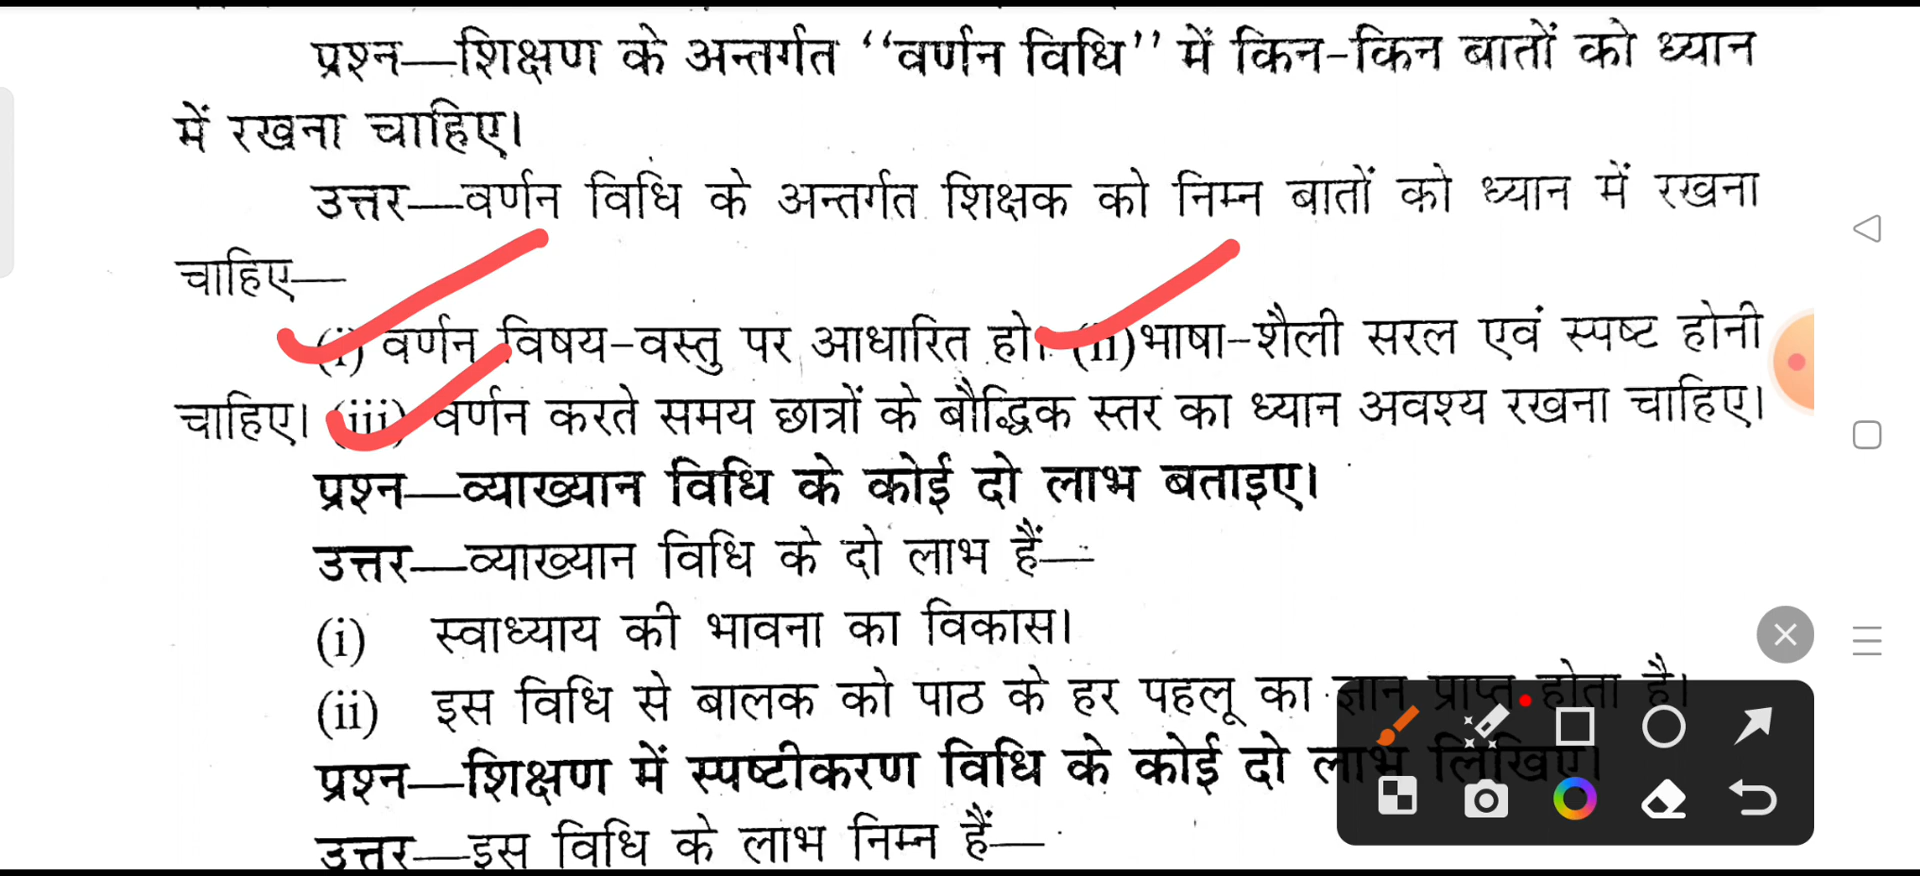 प्रश्न—शिक्षण के अन्तर्गत ‘‘वर्णन विधि’’ में किन-किन बातों को ध्यान
में रखना चाहिए।
उत्तर—वर्णन विधि के अन्तर्गत शिक्षक को निम्न बातों को ध्यान में रखना
चाहिए—
(i) वर्णन विषय-वस्तु पर आधारित हो। (ii) भाषा-शैली सरल एवं स्पष्ट होनी
चाहिए। (iii) वर्णन करते समय छात्रों के बौद्धिक स्तर का ध्यान अवश्य रखना चाहिए।
प्रश्न—व्याख्यान विधि के कोई दो लाभ बताइए।
उत्तर—व्याख्यान विधि के दो लाभ हैं—
(i) स्वाध्याय की भावना का विकास।
(ii) इस विधि से बालक को पाठ के हर पहलू का ज्ञान प्राप्त होता है।
प्रश्न—शिक्षण में स्पष्टीकरण विधि के कोई दो लाभ लिखिए।
उत्तर—इस विधि के लाभ निम्न हैं—